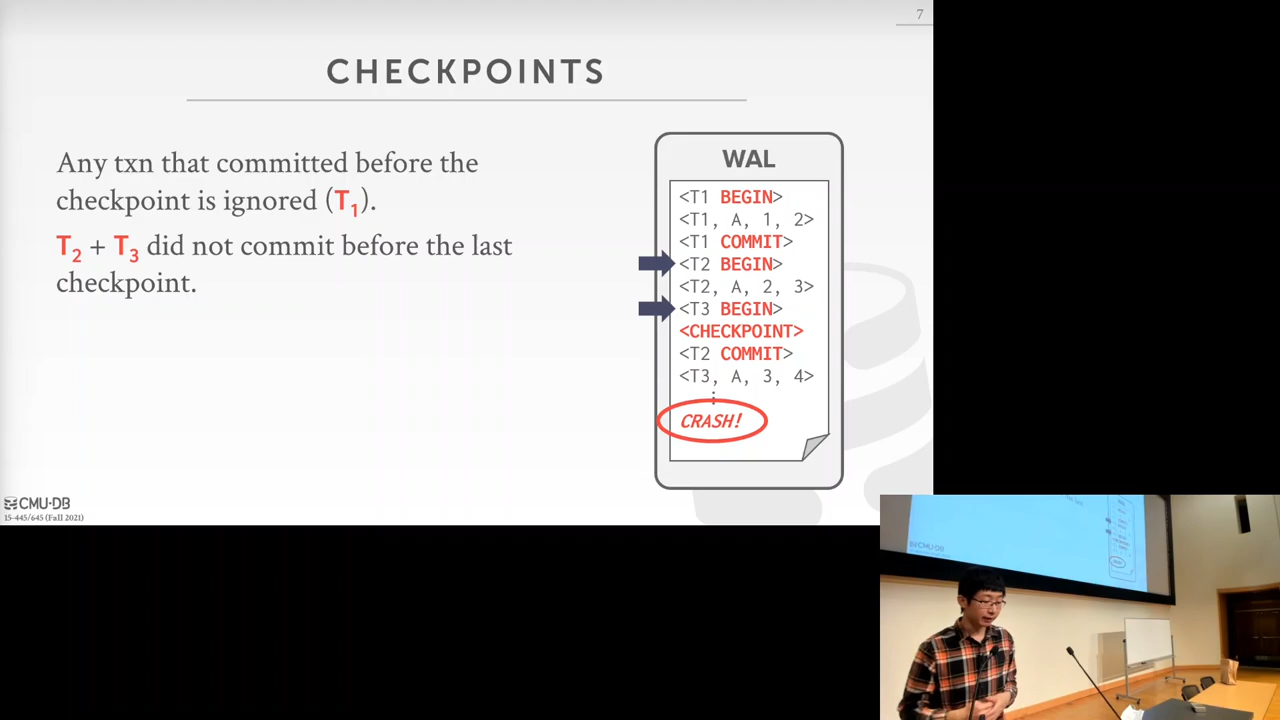 7
CHECKPOINTS
Any txn that committed before the
checkpoint is ignored (T1).
T2 + T3 did not commit before the last
checkpoint.
WAL
<T1 BEGIN>
<T1, A, 1, 2>
<T1 COMMIT>
<T2 BEGIN>
<T2, A, 2, 3>
<T3 BEGIN>
<CHECKPOINT>
<T2 COMMIT>
<T3, A, 3, 4>
⋮
CRASH!
CMU·DB
15-445/645 (Fall 2021)
CMU·DB